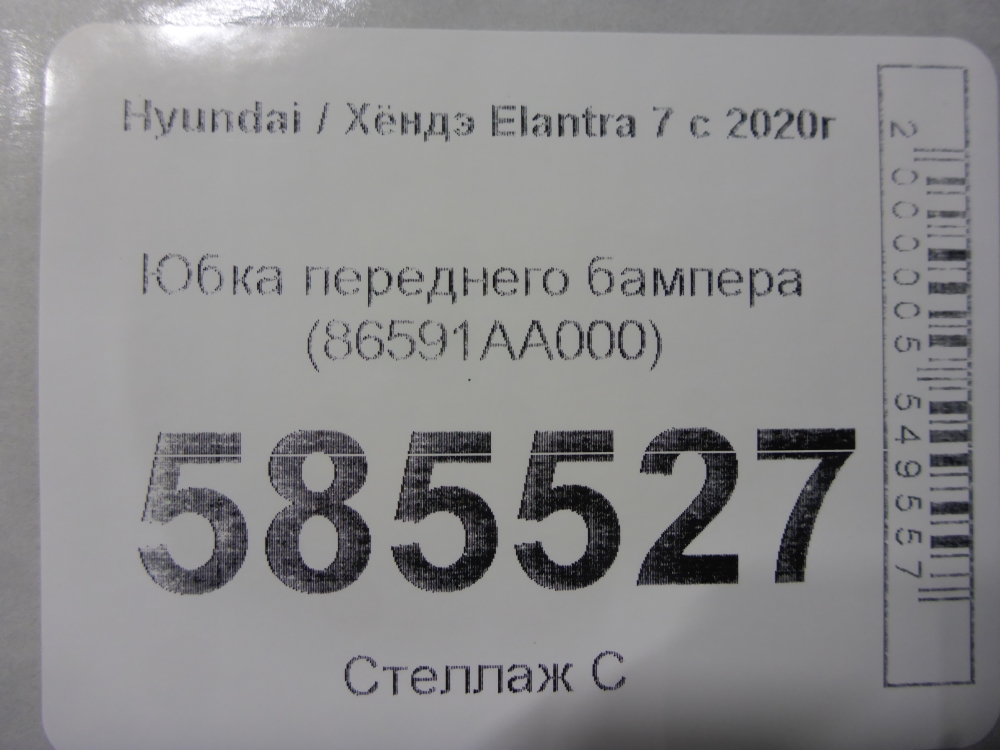 Hyundai / Хёндэ Elantra 7 с 2020г
Юбка переднего бампера
(86591AA000)
585527
Стеллаж С
2000005549557